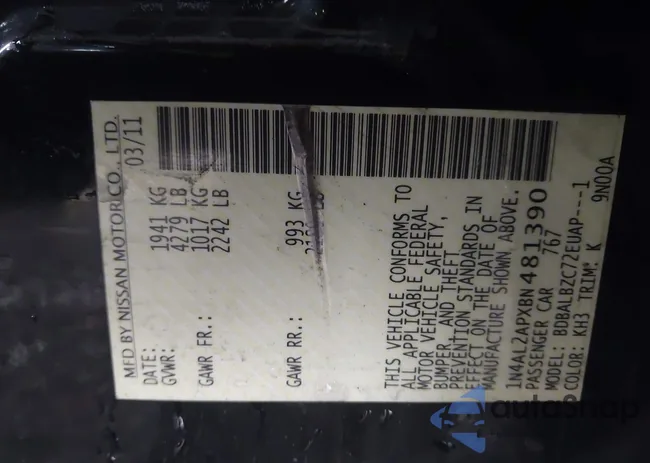 MFD BY NISSAN MOTOR CO., LTD.
DATE: 03/11
GVWR: 1941 KG
4279 LB
GAWR FR.: 1017 KG
2242 LB
GAWR RR.: 993 KG
LB
THIS VEHICLE CONFORMS TO
ALL APPLICABLE FEDERAL
MOTOR VEHICLE SAFETY,
BUMPER, AND THEFT
PREVENTION STANDARDS IN
EFFECT ON THE DATE OF
MANUFACTURE SHOWN ABOVE.
1N4AL2APXBN481390
PASSENGER CAR 767
MODEL: BDBALBZC72EUAP---1
COLOR: KH3 TRIM: K 9N00A
autoshop